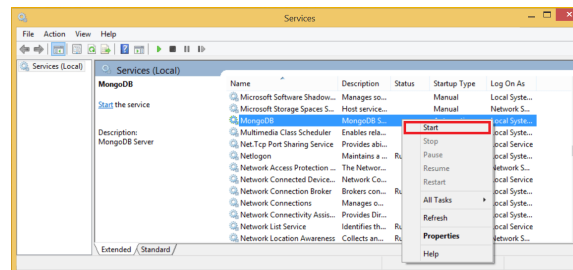 Services
File Action View Help
Services (Local)
Services (Local)
MongoDB
Start the service
Description:
MongoDB Server
Name Description Status Startup Type Log On As
Microsoft Software Shadow... Manages so... Manual Local Syste...
Microsoft Storage Spaces S... Host service... Manual Network S...
MongoDB MongoDB S... Local Syste...
Multimedia Class Scheduler Enables rela... Local Syste...
Net.Tcp Port Sharing Service Provides abi... Local Service
Netlogon Maintains a ... Ru Local Syste...
Network Access Protection ... The Networ... Network S...
Network Connected Device... Network Co... Local Service
Network Connection Broker Brokers con... Ru Local Syste...
Network Connections Manages o... Local Syste...
Network Connectivity Assis... Provides Dir... Local Syste...
Network List Service Identifies th... Ru Local Service
Network Location Awareness Collects an... Ru Network S...
Start
Stop
Pause
Resume
Restart
All Tasks
Refresh
Properties
Help
Extended Standard